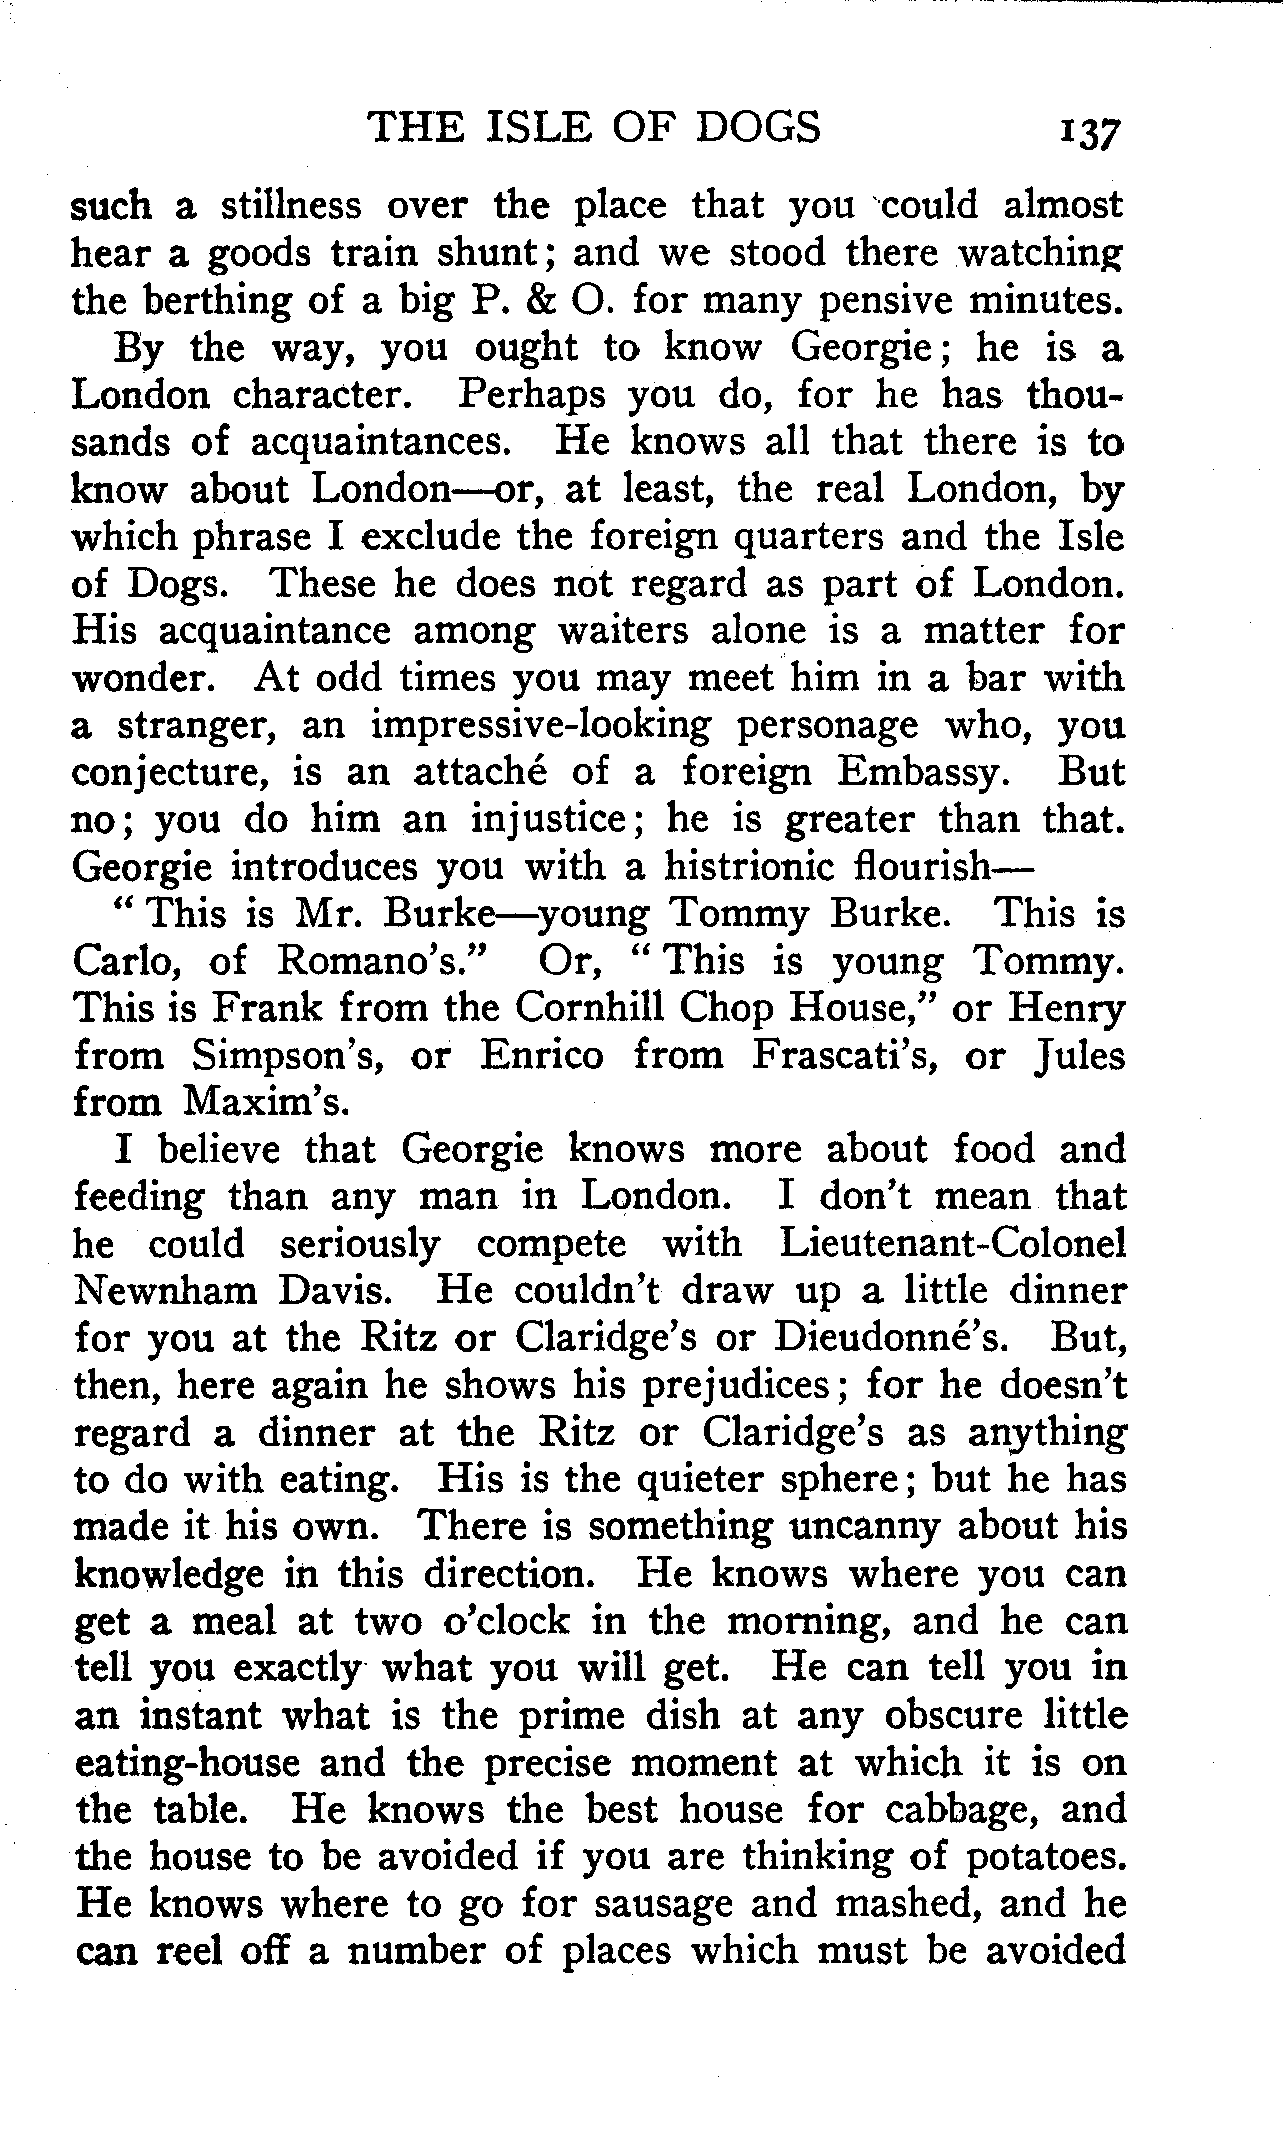 THE ISLE OF DOGS 137
such a stillness over the place that you could almost
hear a goods train shunt; and we stood there watching
the berthing of a big P. & O. for many pensive minutes.
By the way, you ought to know Georgie; he is a
London character. Perhaps you do, for he has thou-
sands of acquaintances. He knows all that there is to
know about London—or, at least, the real London, by
which phrase I exclude the foreign quarters and the Isle
of Dogs. These he does not regard as part of London.
His acquaintance among waiters alone is a matter for
wonder. At odd times you may meet him in a bar with
a stranger, an impressive-looking personage who, you
conjecture, is an attaché of a foreign Embassy. But
no; you do him an injustice; he is greater than that.
Georgie introduces you with a histrionic flourish—
“This is Mr. Burke—young Tommy Burke. This is
Carlo, of Romano’s.” Or, “This is young Tommy.
This is Frank from the Cornhill Chop House,” or Henry
from Simpson’s, or Enrico from Frascati’s, or Jules
from Maxim’s.
I believe that Georgie knows more about food and
feeding than any man in London. I don’t mean that
he could seriously compete with Lieutenant-Colonel
Newnham Davis. He couldn’t draw up a little dinner
for you at the Ritz or Claridge’s or Dieudonné’s. But,
then, here again he shows his prejudices; for he doesn’t
regard a dinner at the Ritz or Claridge’s as anything
to do with eating. His is the quieter sphere; but he has
made it his own. There is something uncanny about his
knowledge in this direction. He knows where you can
get a meal at two o’clock in the morning, and he can
tell you exactly what you will get. He can tell you in
an instant what is the prime dish at any obscure little
eating-house and the precise moment at which it is on
the table. He knows the best house for cabbage, and
the house to be avoided if you are thinking of potatoes.
He knows where to go for sausage and mashed, and he
can reel off a number of places which must be avoided